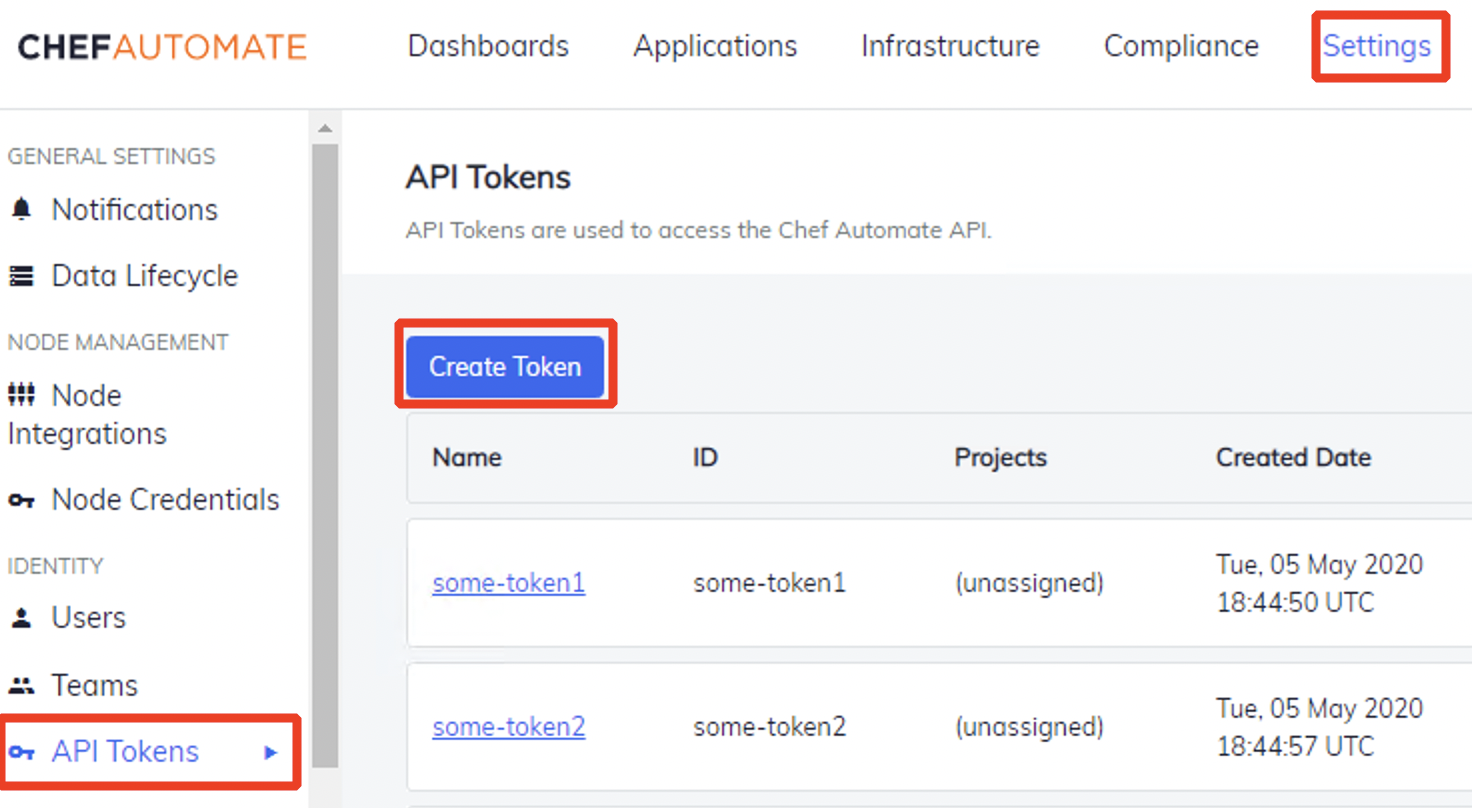 CHEFAUTOMATE Dashboards Applications Infrastructure Compliance Settings
GENERAL SETTINGS
Notifications
Data Lifecycle
NODE MANAGEMENT
Node
Integrations
Node Credentials
IDENTITY
Users
Teams
API Tokens
API Tokens
API Tokens are used to access the Chef Automate API.
Create Token
Name ID Projects Created Date
some-token1 some-token1 (unassigned) Tue, 05 May 2020
18:44:50 UTC
some-token2 some-token2 (unassigned) Tue, 05 May 2020
18:44:57 UTC